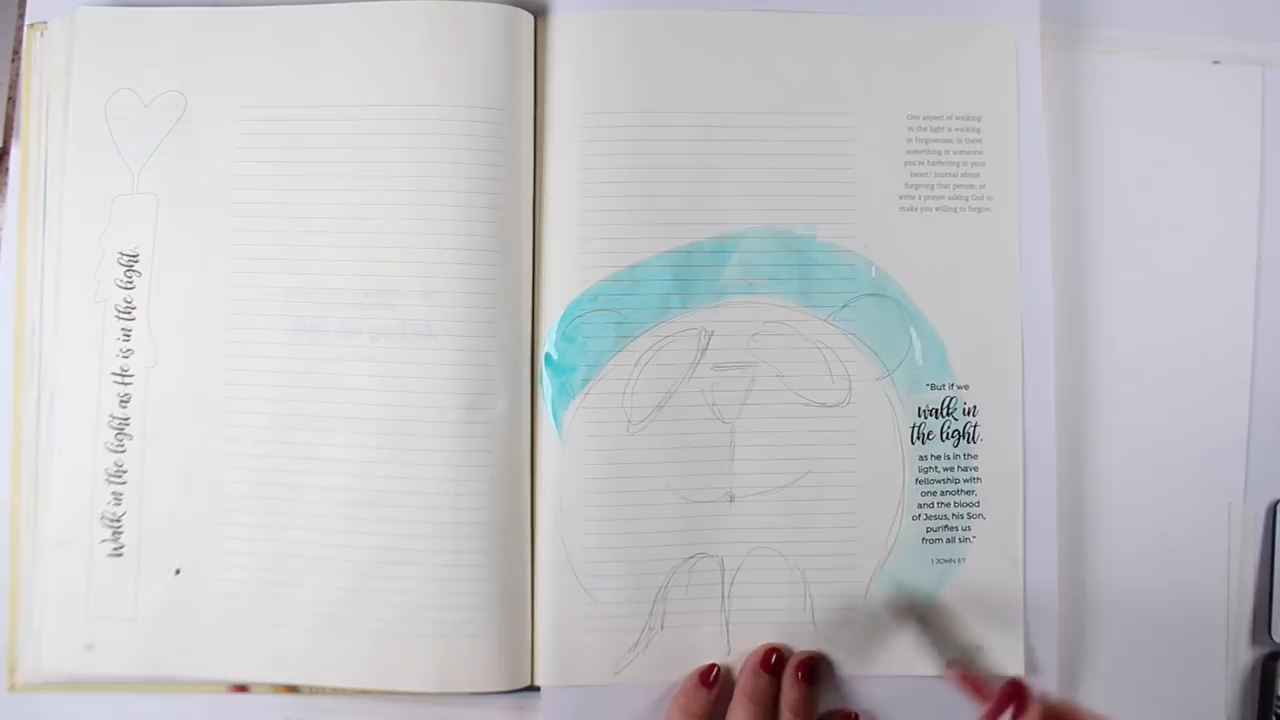 Walk in the light as He is in the light.
One aspect of walking
in the light is walking
in forgiveness. Is there
something or someone
you're harboring in your
heart? Journal about
forgiving that person, or
write a prayer asking God to
make you willing to forgive.
"But if we
walk in
the light,
as he is in the
light, we have
fellowship with
one another,
and the blood
of Jesus, his Son,
purifies us
from all sin."
1 JOHN 1:7